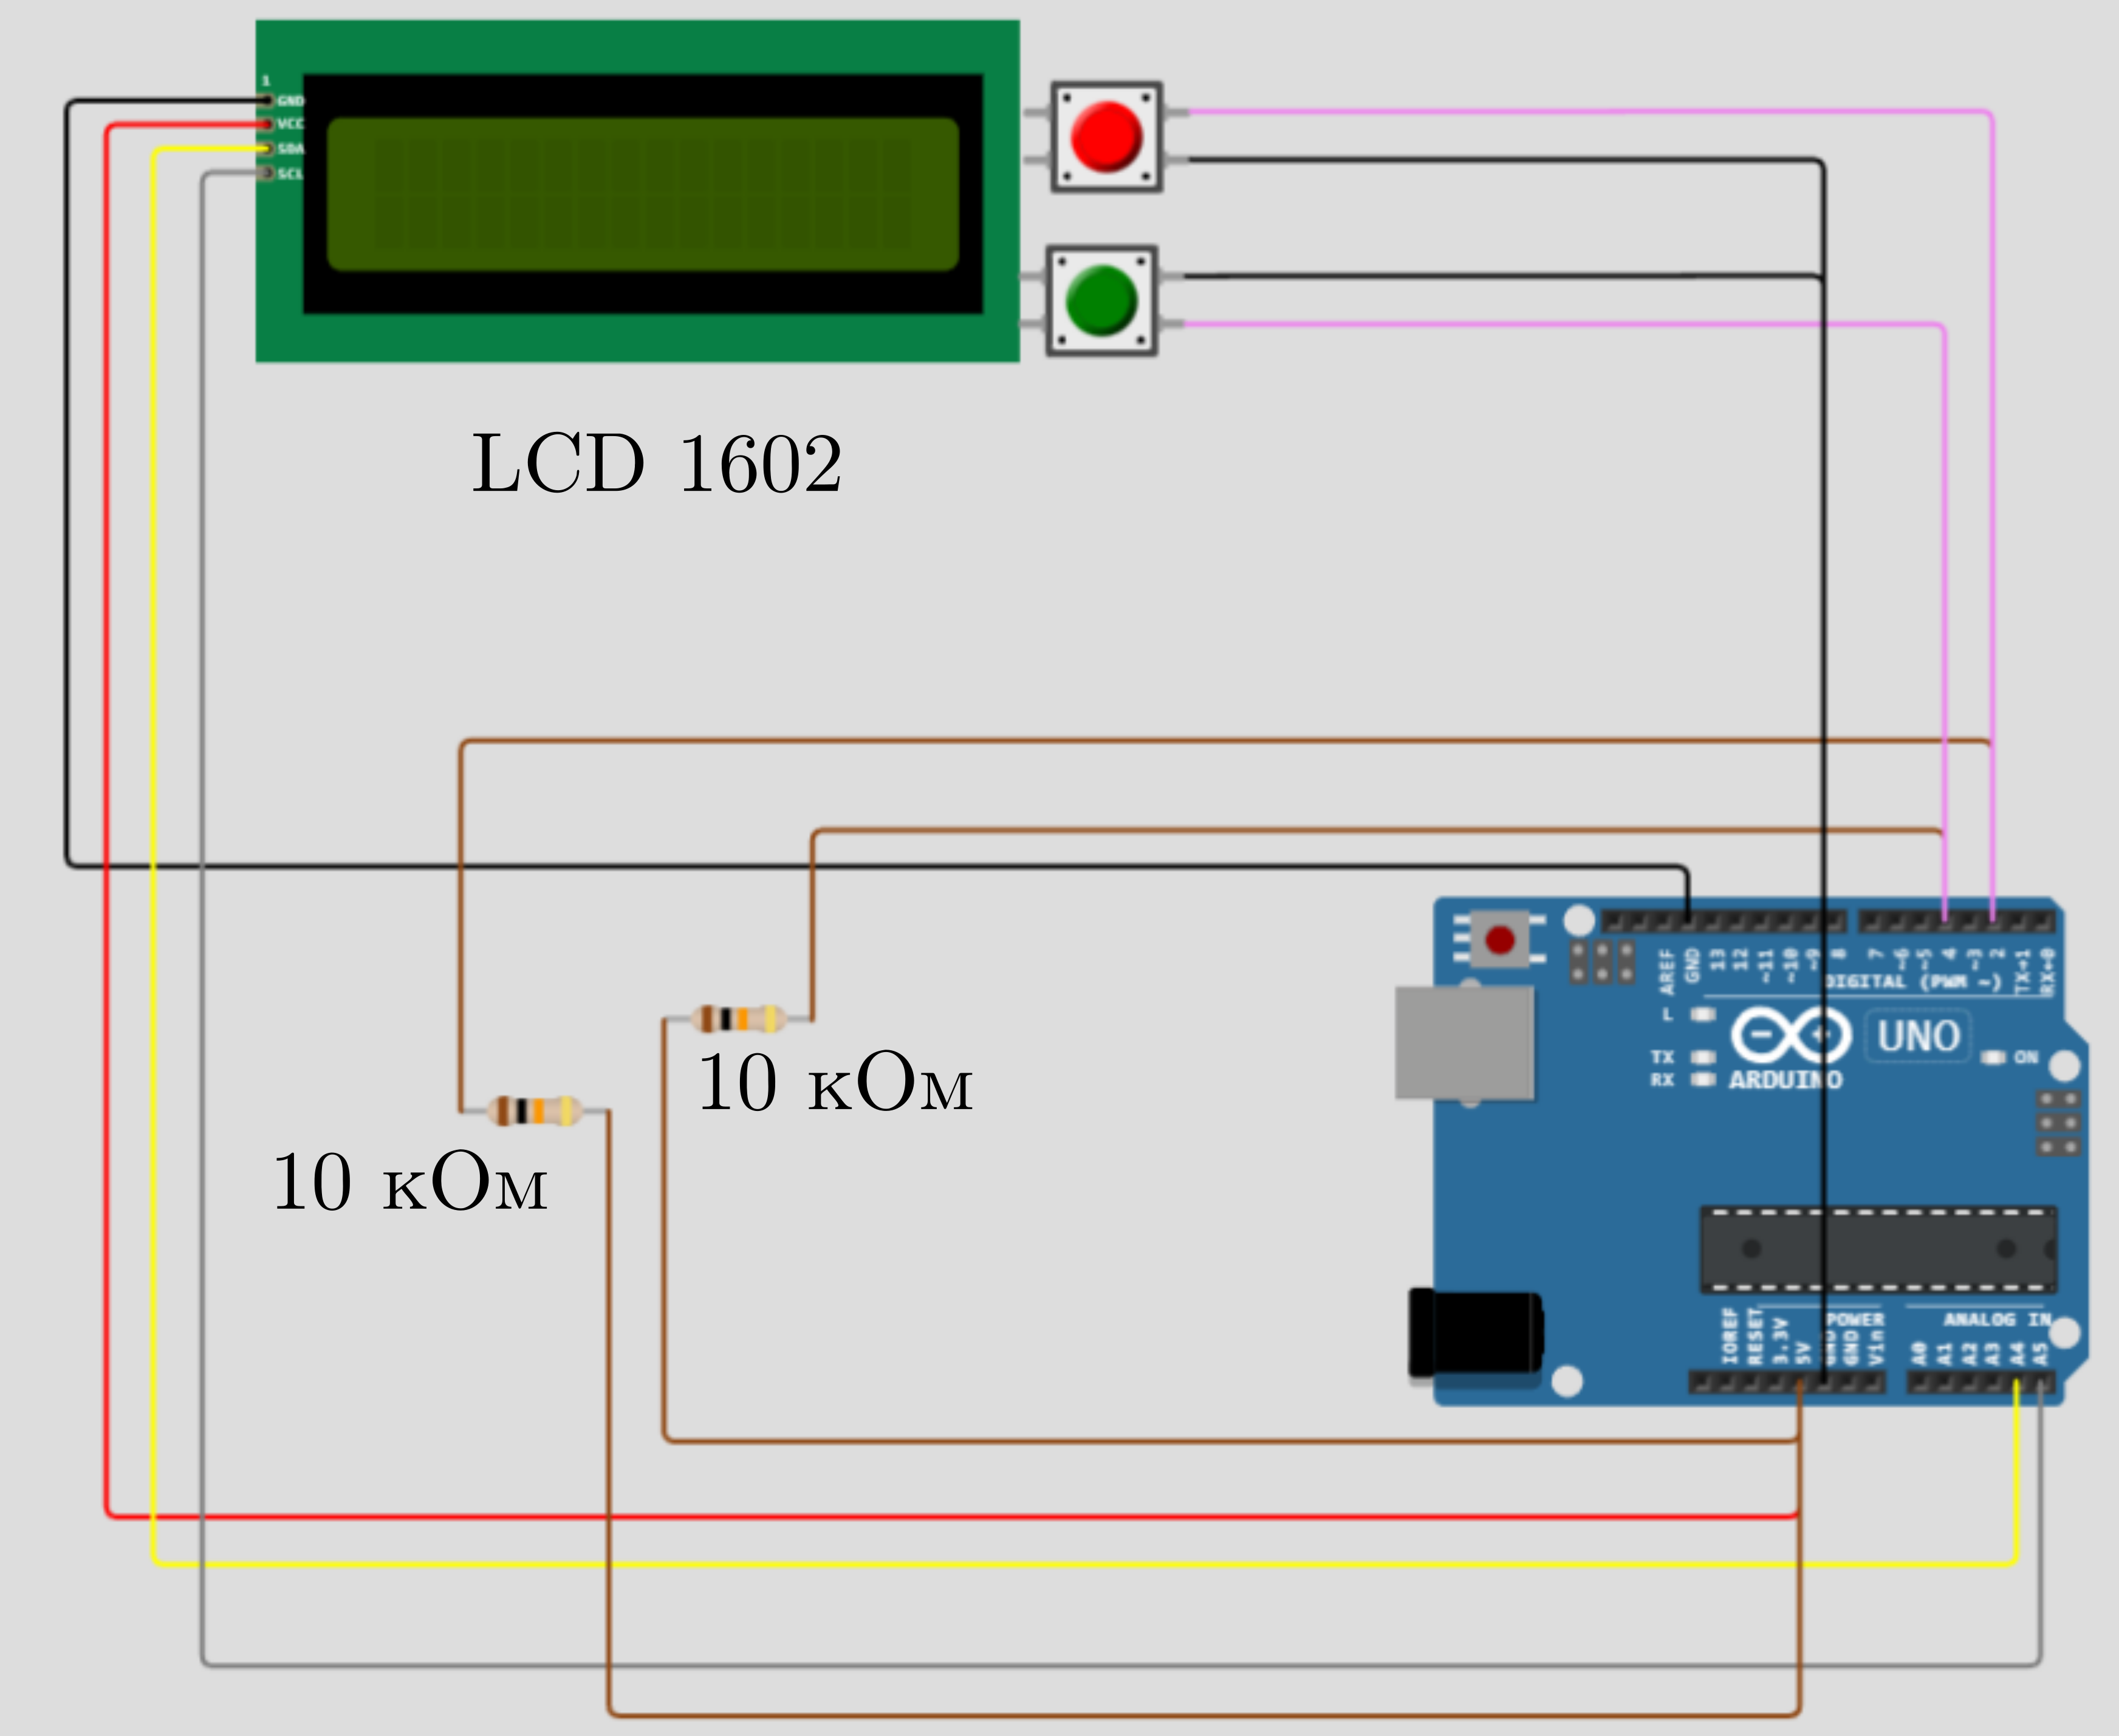 1
GND
VCC
SDA
SCL
LCD 1602
10 кОм
10 кОм
AREF
GND
13
12
~11
~10
~9
8
7
~6
~5
4
~3
2
TX→1
RX←0
DIGITAL (PWM ~)
L
TX
RX
UNO
ON
ARDUINO
POWER
ANALOG IN
IOREF
RESET
3.3V
5V
GND
GND
Vin
A0
A1
A2
A3
A4
A5